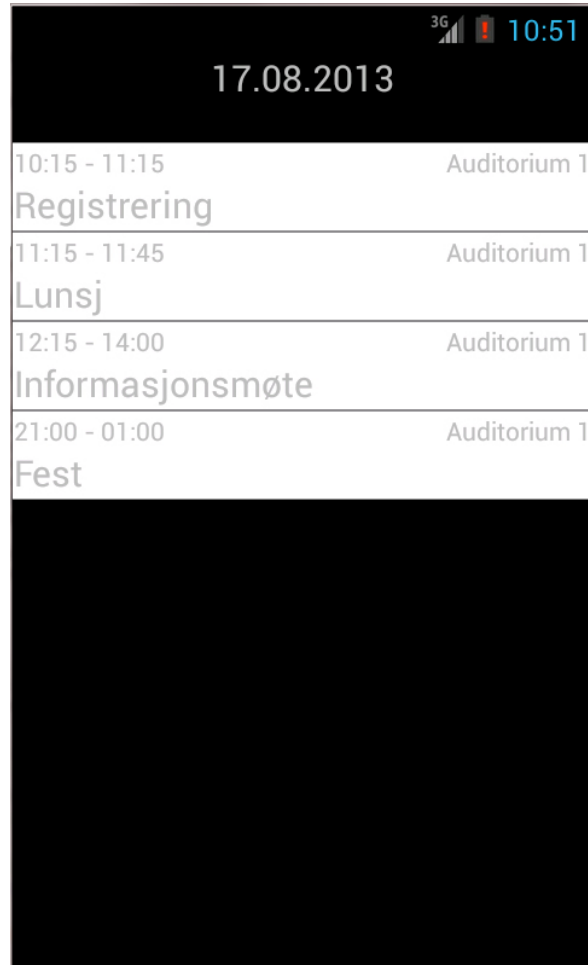 3G 10:51
17.08.2013
10:15 - 11:15 Auditorium 1
Registrering
11:15 - 11:45 Auditorium 1
Lunsj
12:15 - 14:00 Auditorium 1
Informasjonsmøte
21:00 - 01:00 Auditorium 1
Fest